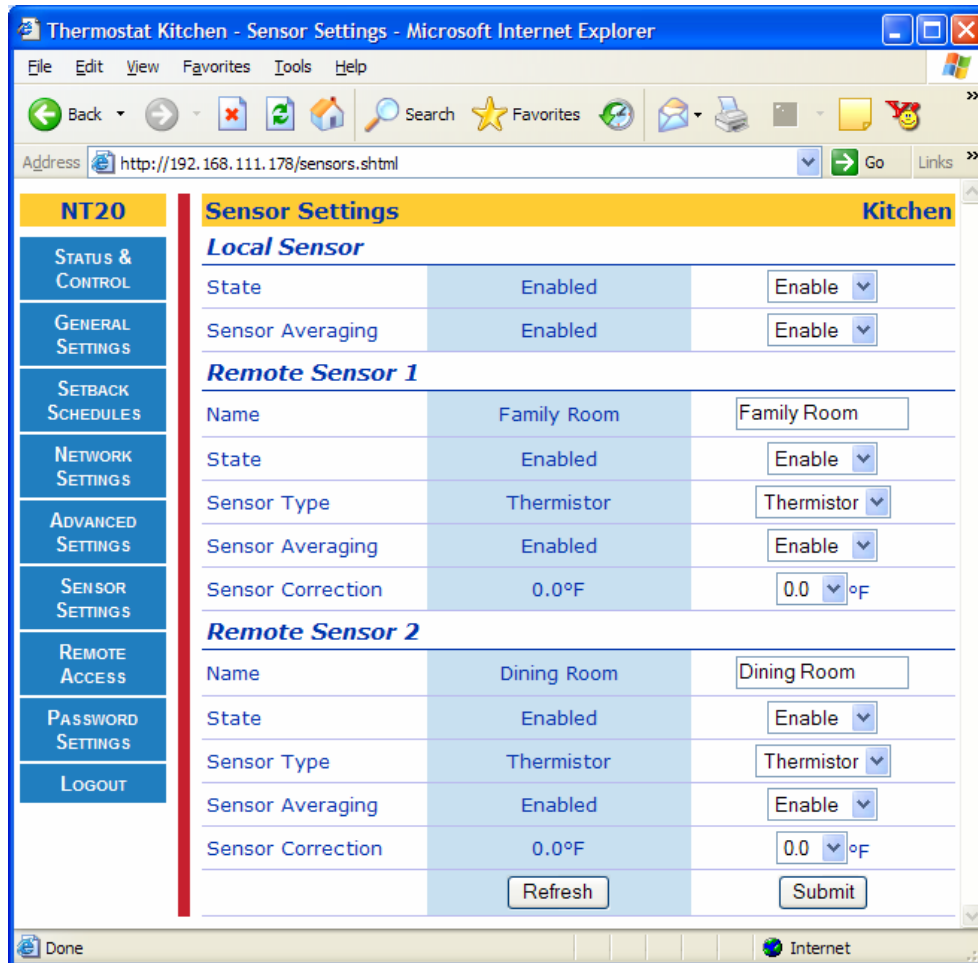 Thermostat Kitchen - Sensor Settings - Microsoft Internet Explorer
File Edit View Favorites Tools Help
Back Search Favorites »
Address http://192.168.111.178/sensors.shtml Go Links »
NT20 Sensor Settings Kitchen
STATUS & CONTROL
GENERAL SETTINGS
SETBACK SCHEDULES
NETWORK SETTINGS
ADVANCED SETTINGS
SENSOR SETTINGS
REMOTE ACCESS
PASSWORD SETTINGS
LOGOUT
Local Sensor
State Enabled Enable
Sensor Averaging Enabled Enable
Remote Sensor 1
Name Family Room Family Room
State Enabled Enable
Sensor Type Thermistor Thermistor
Sensor Averaging Enabled Enable
Sensor Correction 0.0°F 0.0 °F
Remote Sensor 2
Name Dining Room Dining Room
State Enabled Enable
Sensor Type Thermistor Thermistor
Sensor Averaging Enabled Enable
Sensor Correction 0.0°F 0.0 °F
Refresh Submit
Done Internet